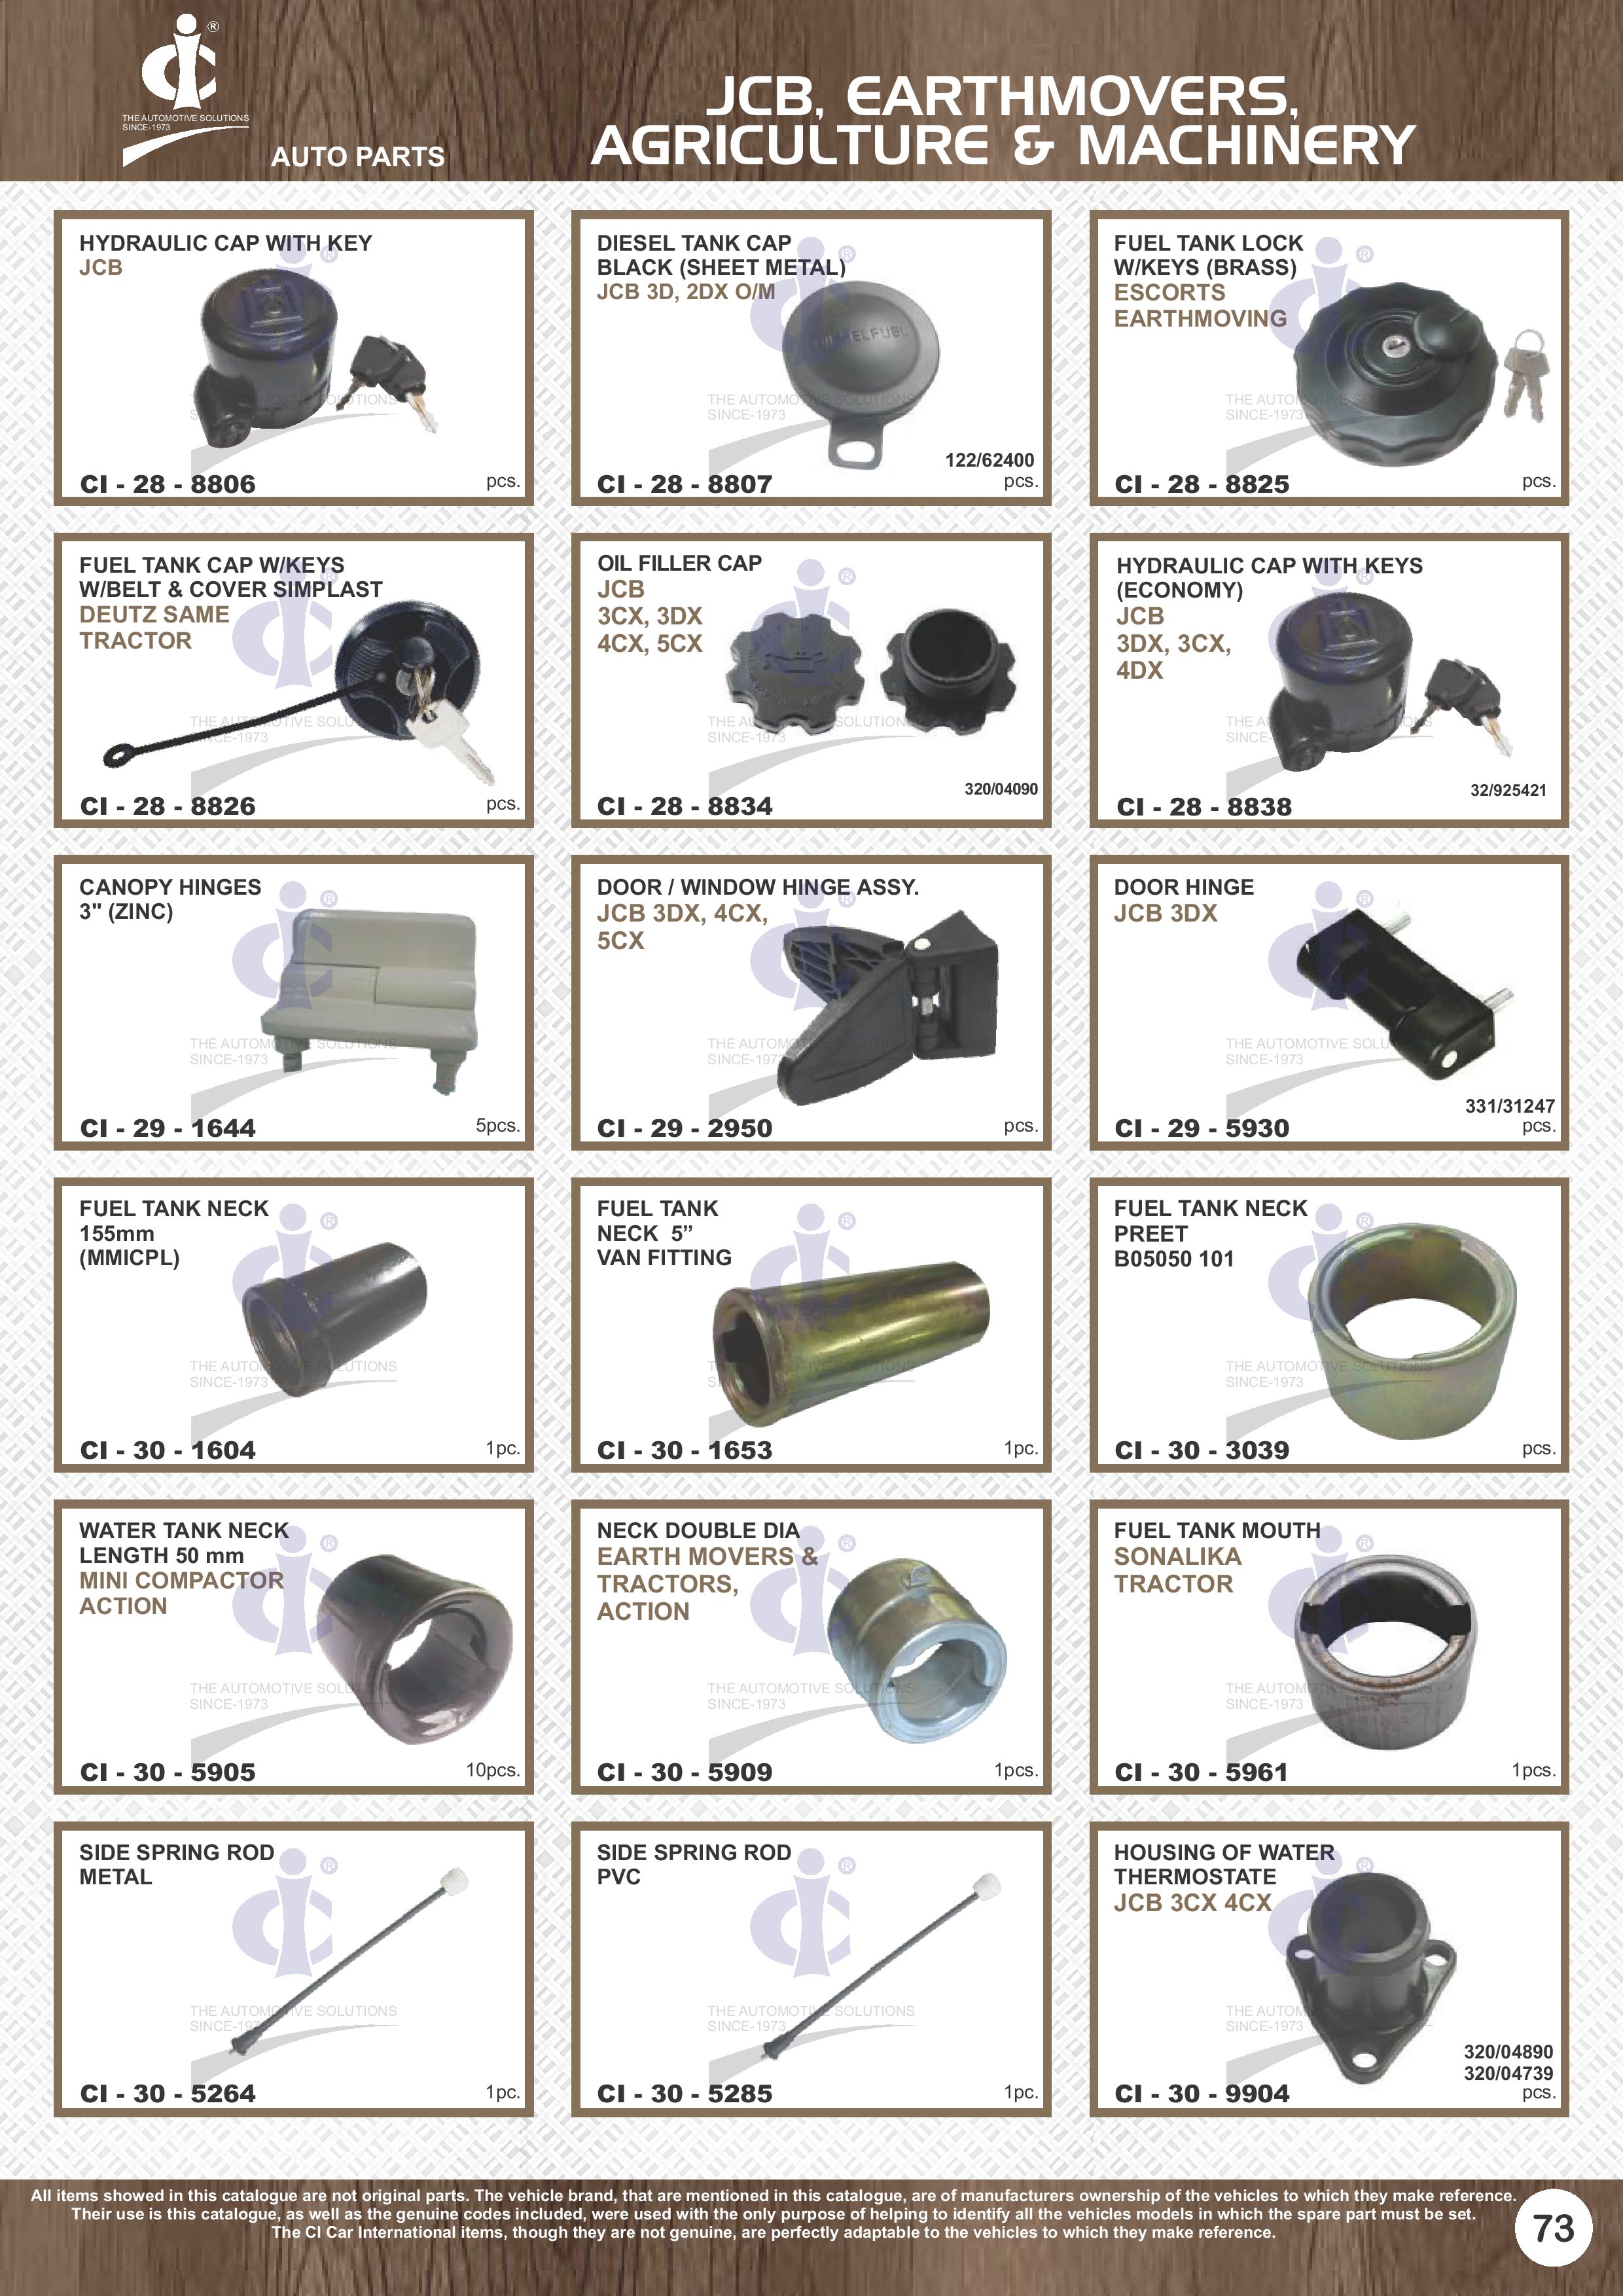 ®
THE AUTOMOTIVE SOLUTIONS
SINCE-1973
AUTO PARTS
JCB, EARTHMOVERS,
AGRICULTURE & MACHINERY
HYDRAULIC CAP WITH KEY
JCB
CI - 28 - 8806
pcs.
DIESEL TANK CAP
BLACK (SHEET METAL)
JCB 3D, 2DX O/M
122/62400
CI - 28 - 8807
pcs.
FUEL TANK LOCK
W/KEYS (BRASS)
ESCORTS
EARTHMOVING
CI - 28 - 8825
pcs.
FUEL TANK CAP W/KEYS
W/BELT & COVER SIMPLAST
DEUTZ SAME
TRACTOR
CI - 28 - 8826
pcs.
OIL FILLER CAP
JCB
3CX, 3DX
4CX, 5CX
320/04090
CI - 28 - 8834
HYDRAULIC CAP WITH KEYS
(ECONOMY)
JCB
3DX, 3CX,
4DX
32/925421
CI - 28 - 8838
CANOPY HINGES
3" (ZINC)
CI - 29 - 1644
5pcs.
DOOR / WINDOW HINGE ASSY.
JCB 3DX, 4CX,
5CX
CI - 29 - 2950
pcs.
DOOR HINGE
JCB 3DX
331/31247
CI - 29 - 5930
pcs.
FUEL TANK NECK
155mm
(MMICPL)
CI - 30 - 1604
1pc.
FUEL TANK
NECK 5”
VAN FITTING
CI - 30 - 1653
1pc.
FUEL TANK NECK
PREET
B05050 101
CI - 30 - 3039
pcs.
WATER TANK NECK
LENGTH 50 mm
MINI COMPACTOR
ACTION
CI - 30 - 5905
10pcs.
NECK DOUBLE DIA
EARTH MOVERS &
TRACTORS,
ACTION
CI - 30 - 5909
1pcs.
FUEL TANK MOUTH
SONALIKA
TRACTOR
CI - 30 - 5961
1pcs.
SIDE SPRING ROD
METAL
CI - 30 - 5264
1pc.
SIDE SPRING ROD
PVC
CI - 30 - 5285
1pc.
HOUSING OF WATER
THERMOSTATE
JCB 3CX 4CX
320/04890
320/04739
CI - 30 - 9904
pcs.
All items showed in this catalogue are not original parts. The vehicle brand, that are mentioned in this catalogue, are of manufacturers ownership of the vehicles to which they make reference.
Their use is this catalogue, as well as the genuine codes included, were used with the only purpose of helping to identify all the vehicles models in which the spare part must be set.
The CI Car International items, though they are not genuine, are perfectly adaptable to the vehicles to which they make reference.
73